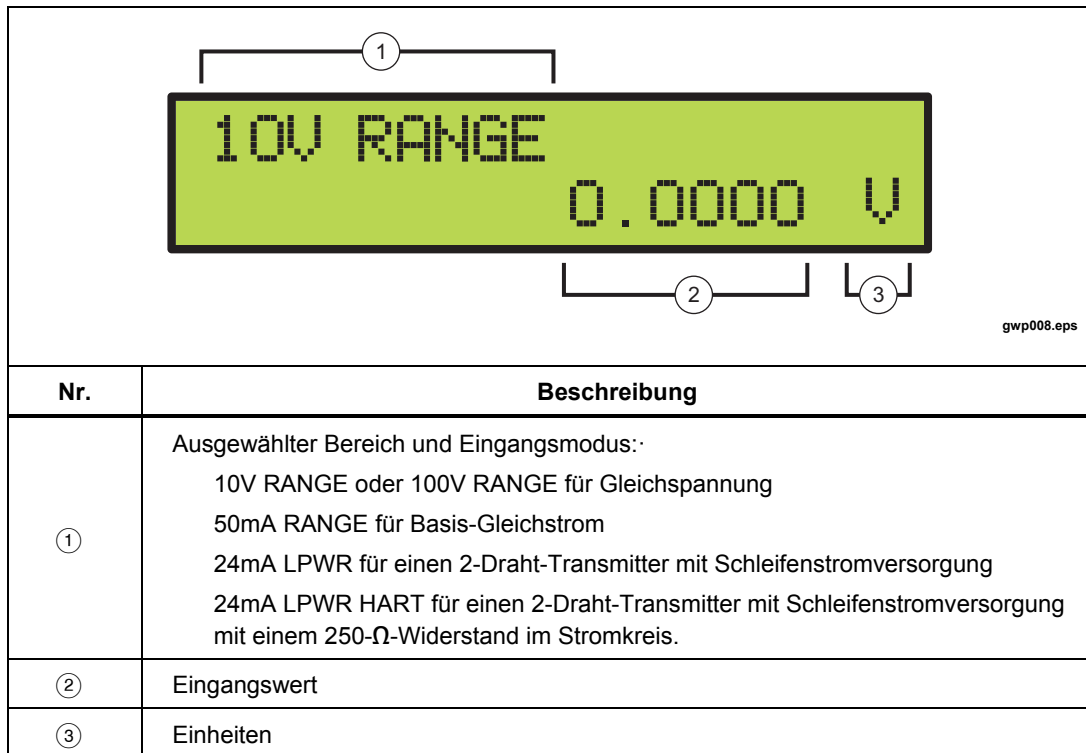 ①
10V RANGE
0.0000 V
② ③
gwp008.eps
Nr. Beschreibung
① Ausgewählter Bereich und Eingangsmodus:·
10V RANGE oder 100V RANGE für Gleichspannung
50mA RANGE für Basis-Gleichstrom
24mA LPWR für einen 2-Draht-Transmitter mit Schleifenstromversorgung
24mA LPWR HART für einen 2-Draht-Transmitter mit Schleifenstromversorgung
mit einem 250-Ω-Widerstand im Stromkreis.
② Eingangswert
③ Einheiten